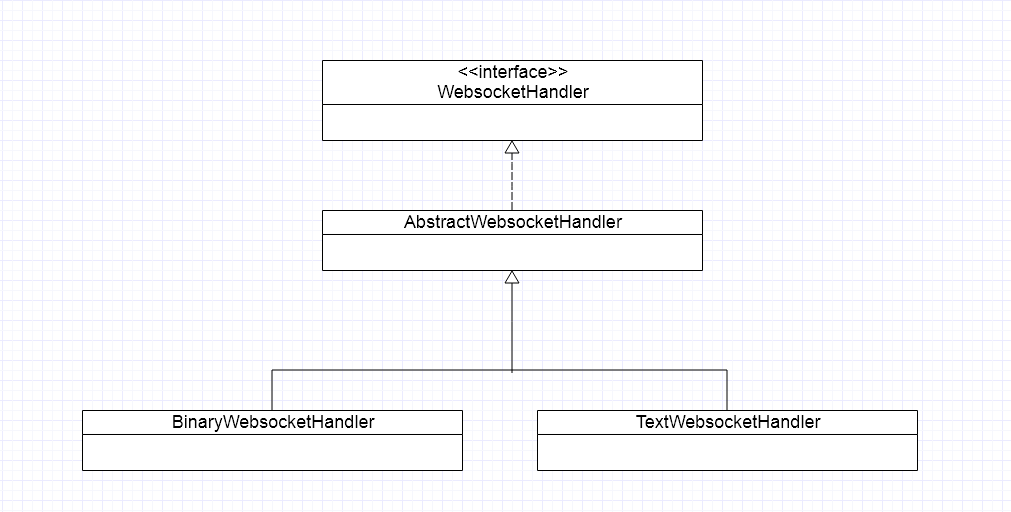 <<interface>>
WebsocketHandler
AbstractWebsocketHandler
BinaryWebsocketHandler
TextWebsocketHandler